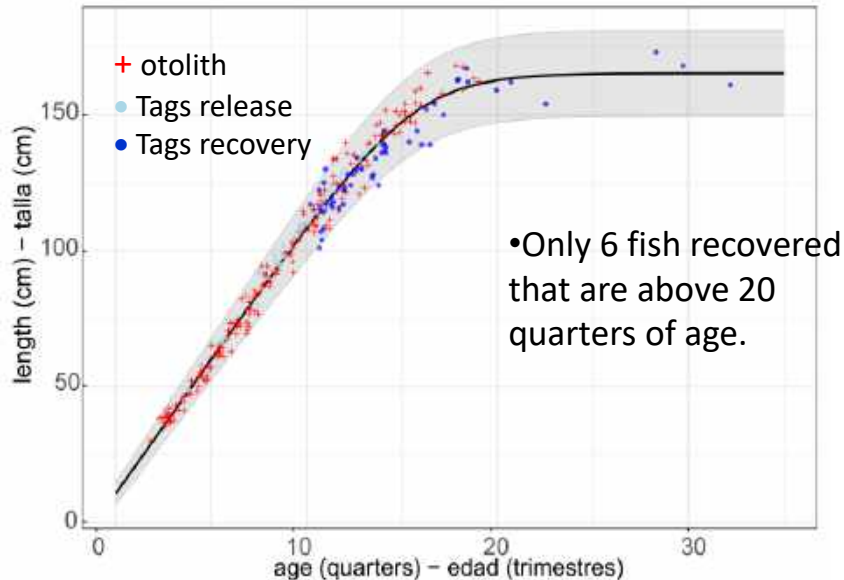 + otolith
• Tags release
• Tags recovery
•Only 6 fish recovered
that are above 20
quarters of age.
length (cm) − talla (cm)
150
100
50
0
0 10 20 30
age (quarters) − edad (trimestres)